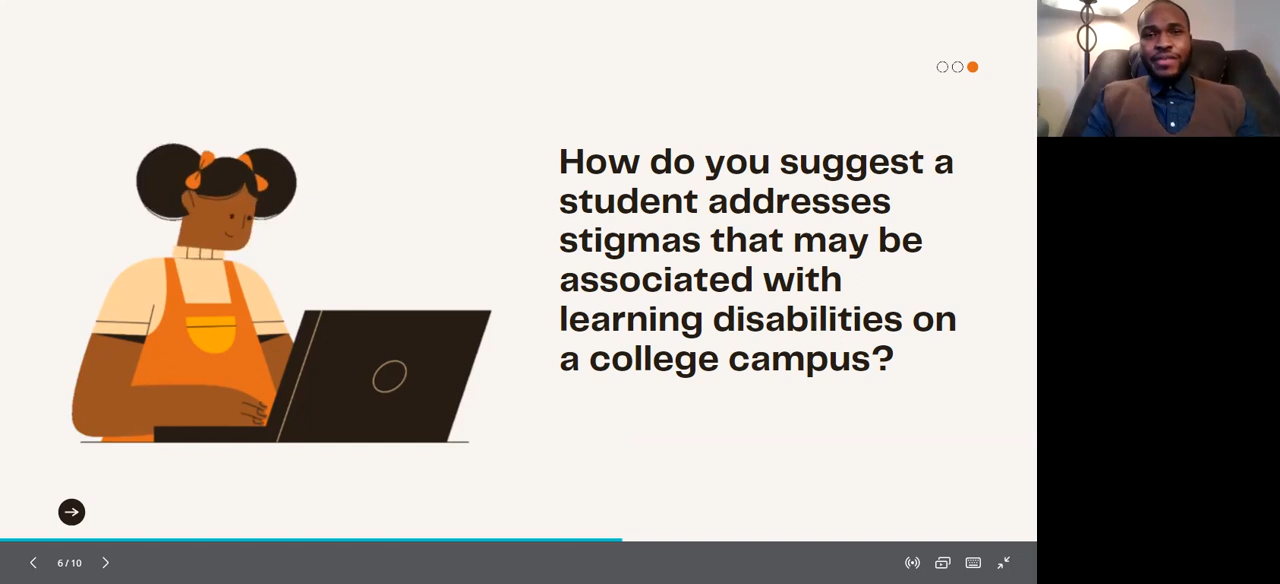 How do you suggest a
student addresses
stigmas that may be
associated with
learning disabilities on
a college campus?
6 / 10